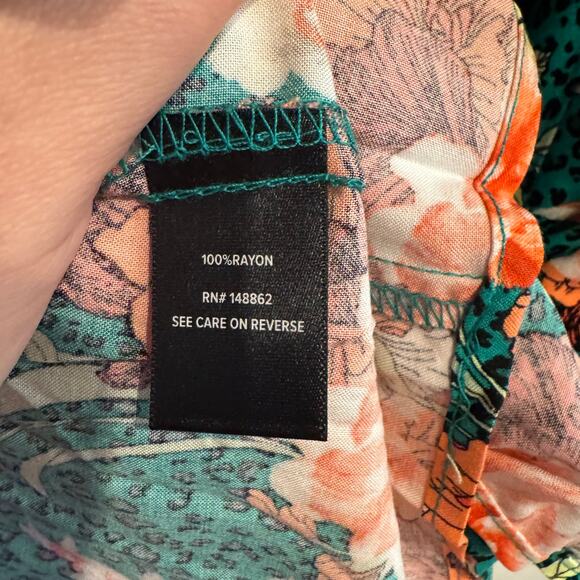 100%RAYON
RN# 148862
SEE CARE ON REVERSE